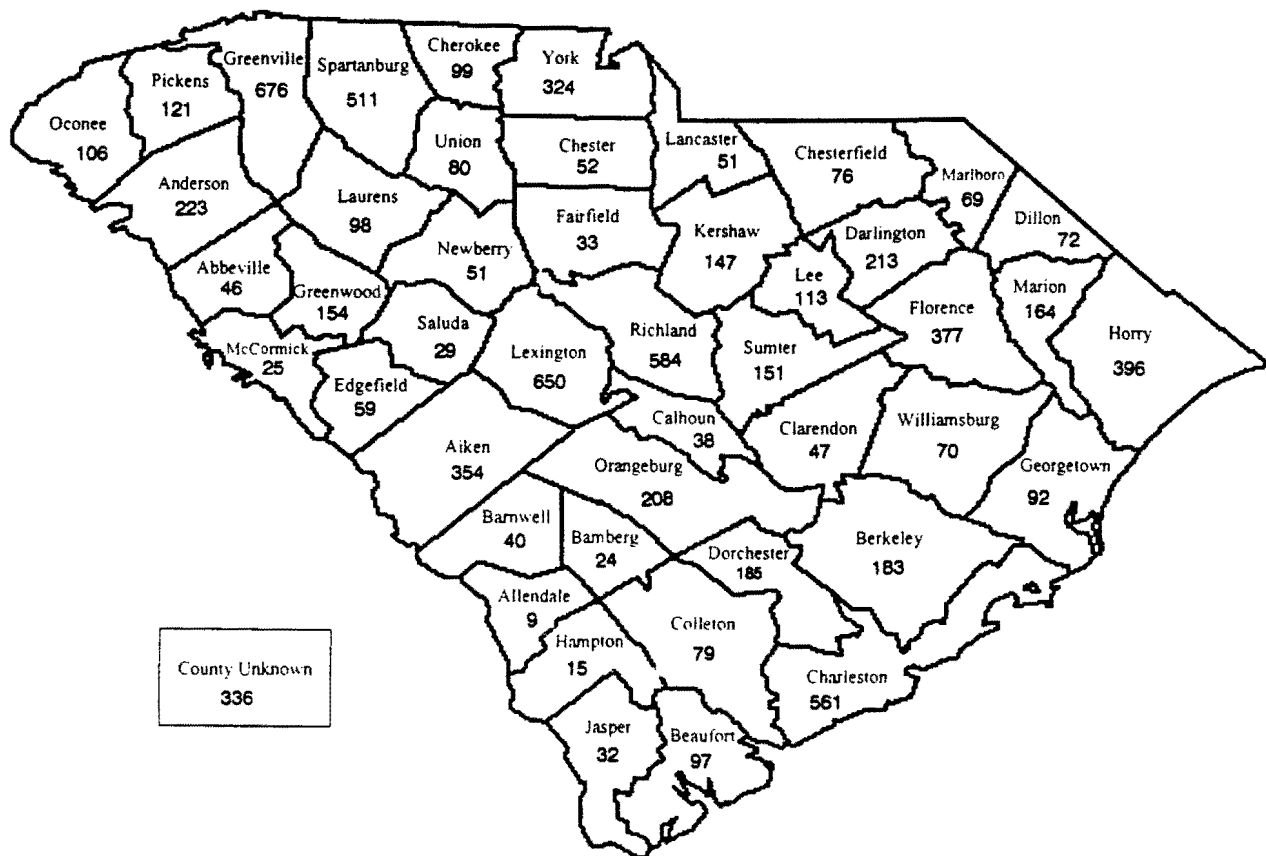 Cherokee
99
York
324
Greenville
676
Spartanburg
511
Pickens
121
Oconee
106
Union
80
Chester
52
Lancaster
51
Chesterfield
76
Marlboro
69
Anderson
223
Laurens
98
Fairfield
33
Kershaw
147
Darlington
213
Dillon
72
Newberry
51
Abbeville
46
Greenwood
154
Lee
113
Marion
164
Florence
377
Saluda
29
Richland
584
Sumter
151
Horry
396
McCormick
25
Lexington
650
Edgefield
59
Calhoun
38
Clarendon
47
Williamsburg
70
Aiken
354
Orangeburg
208
Georgetown
92
Barnwell
40
Bamberg
24
Dorchester
185
Berkeley
183
Allendale
9
Hampton
15
Colleton
79
Charleston
561
County Unknown
336
Jasper
32
Beaufort
97